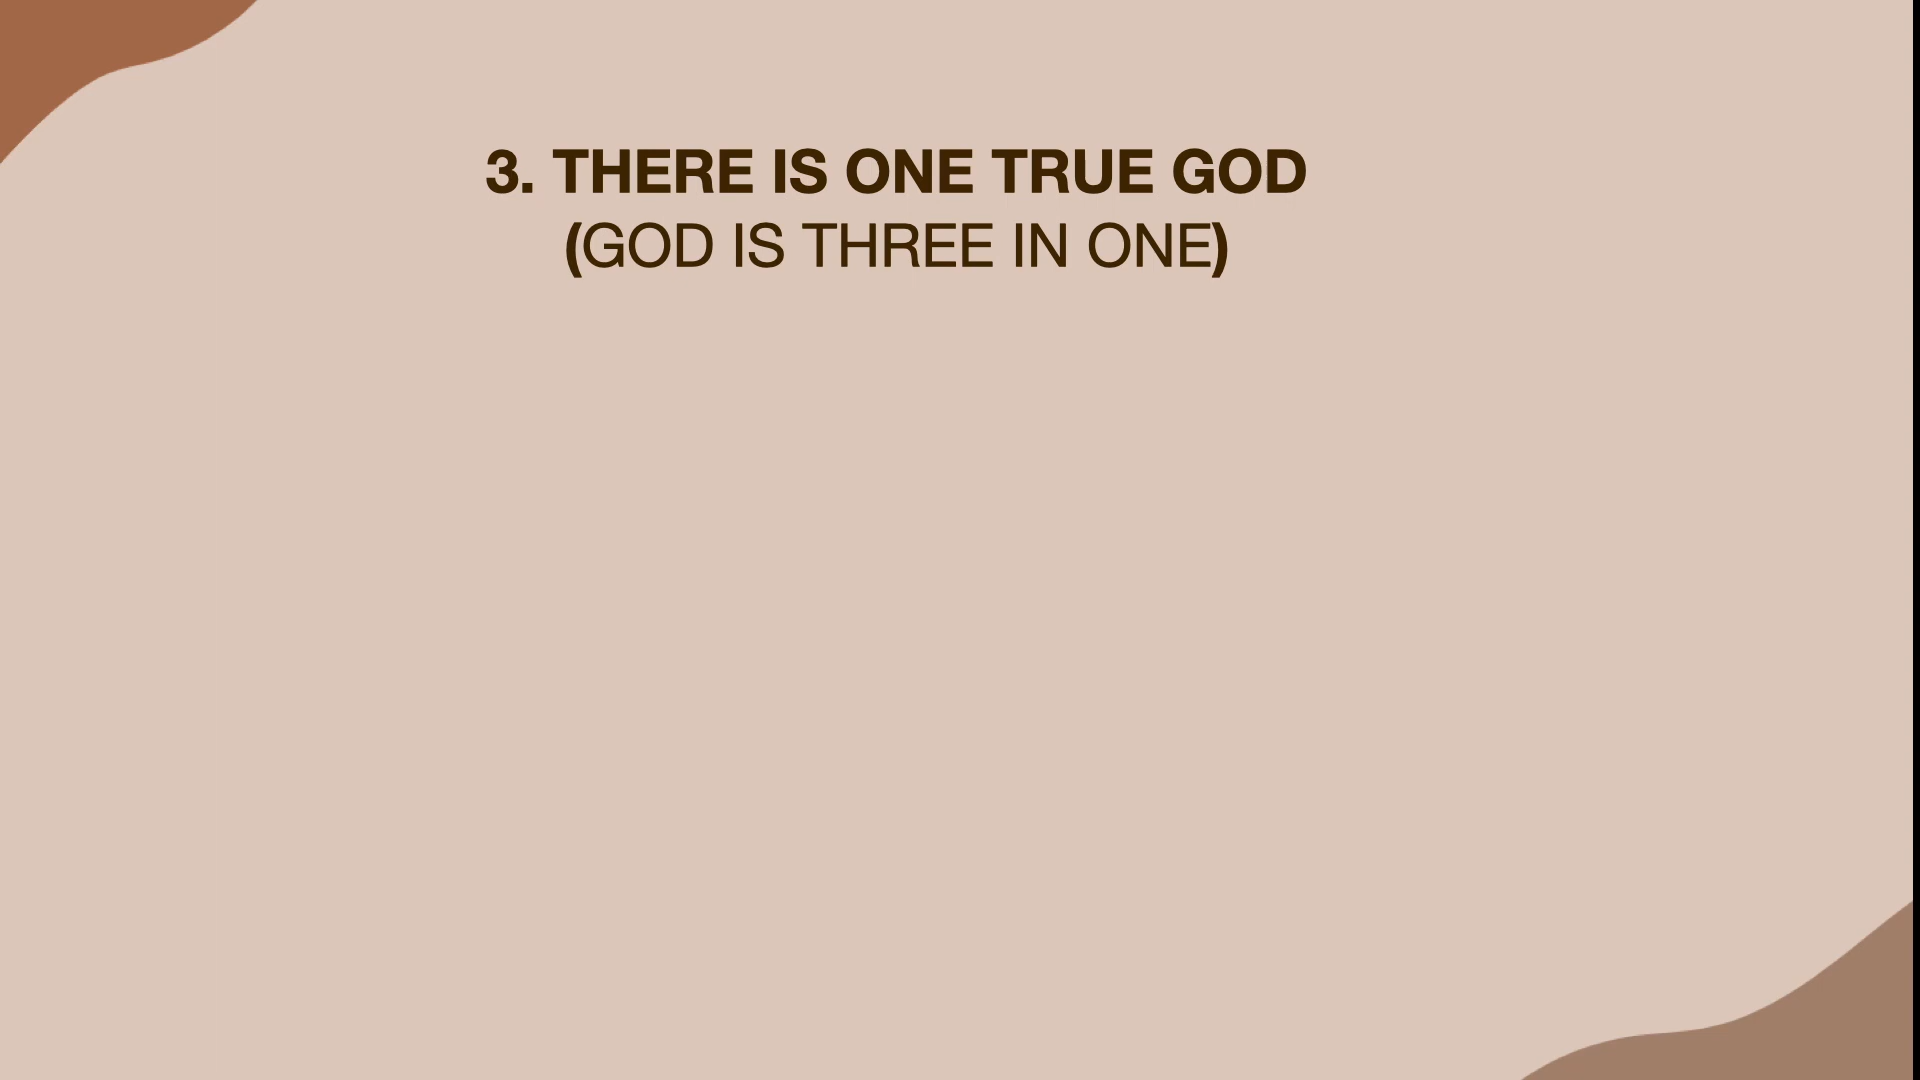 3. THERE IS ONE TRUE GOD
(GOD IS THREE IN ONE)